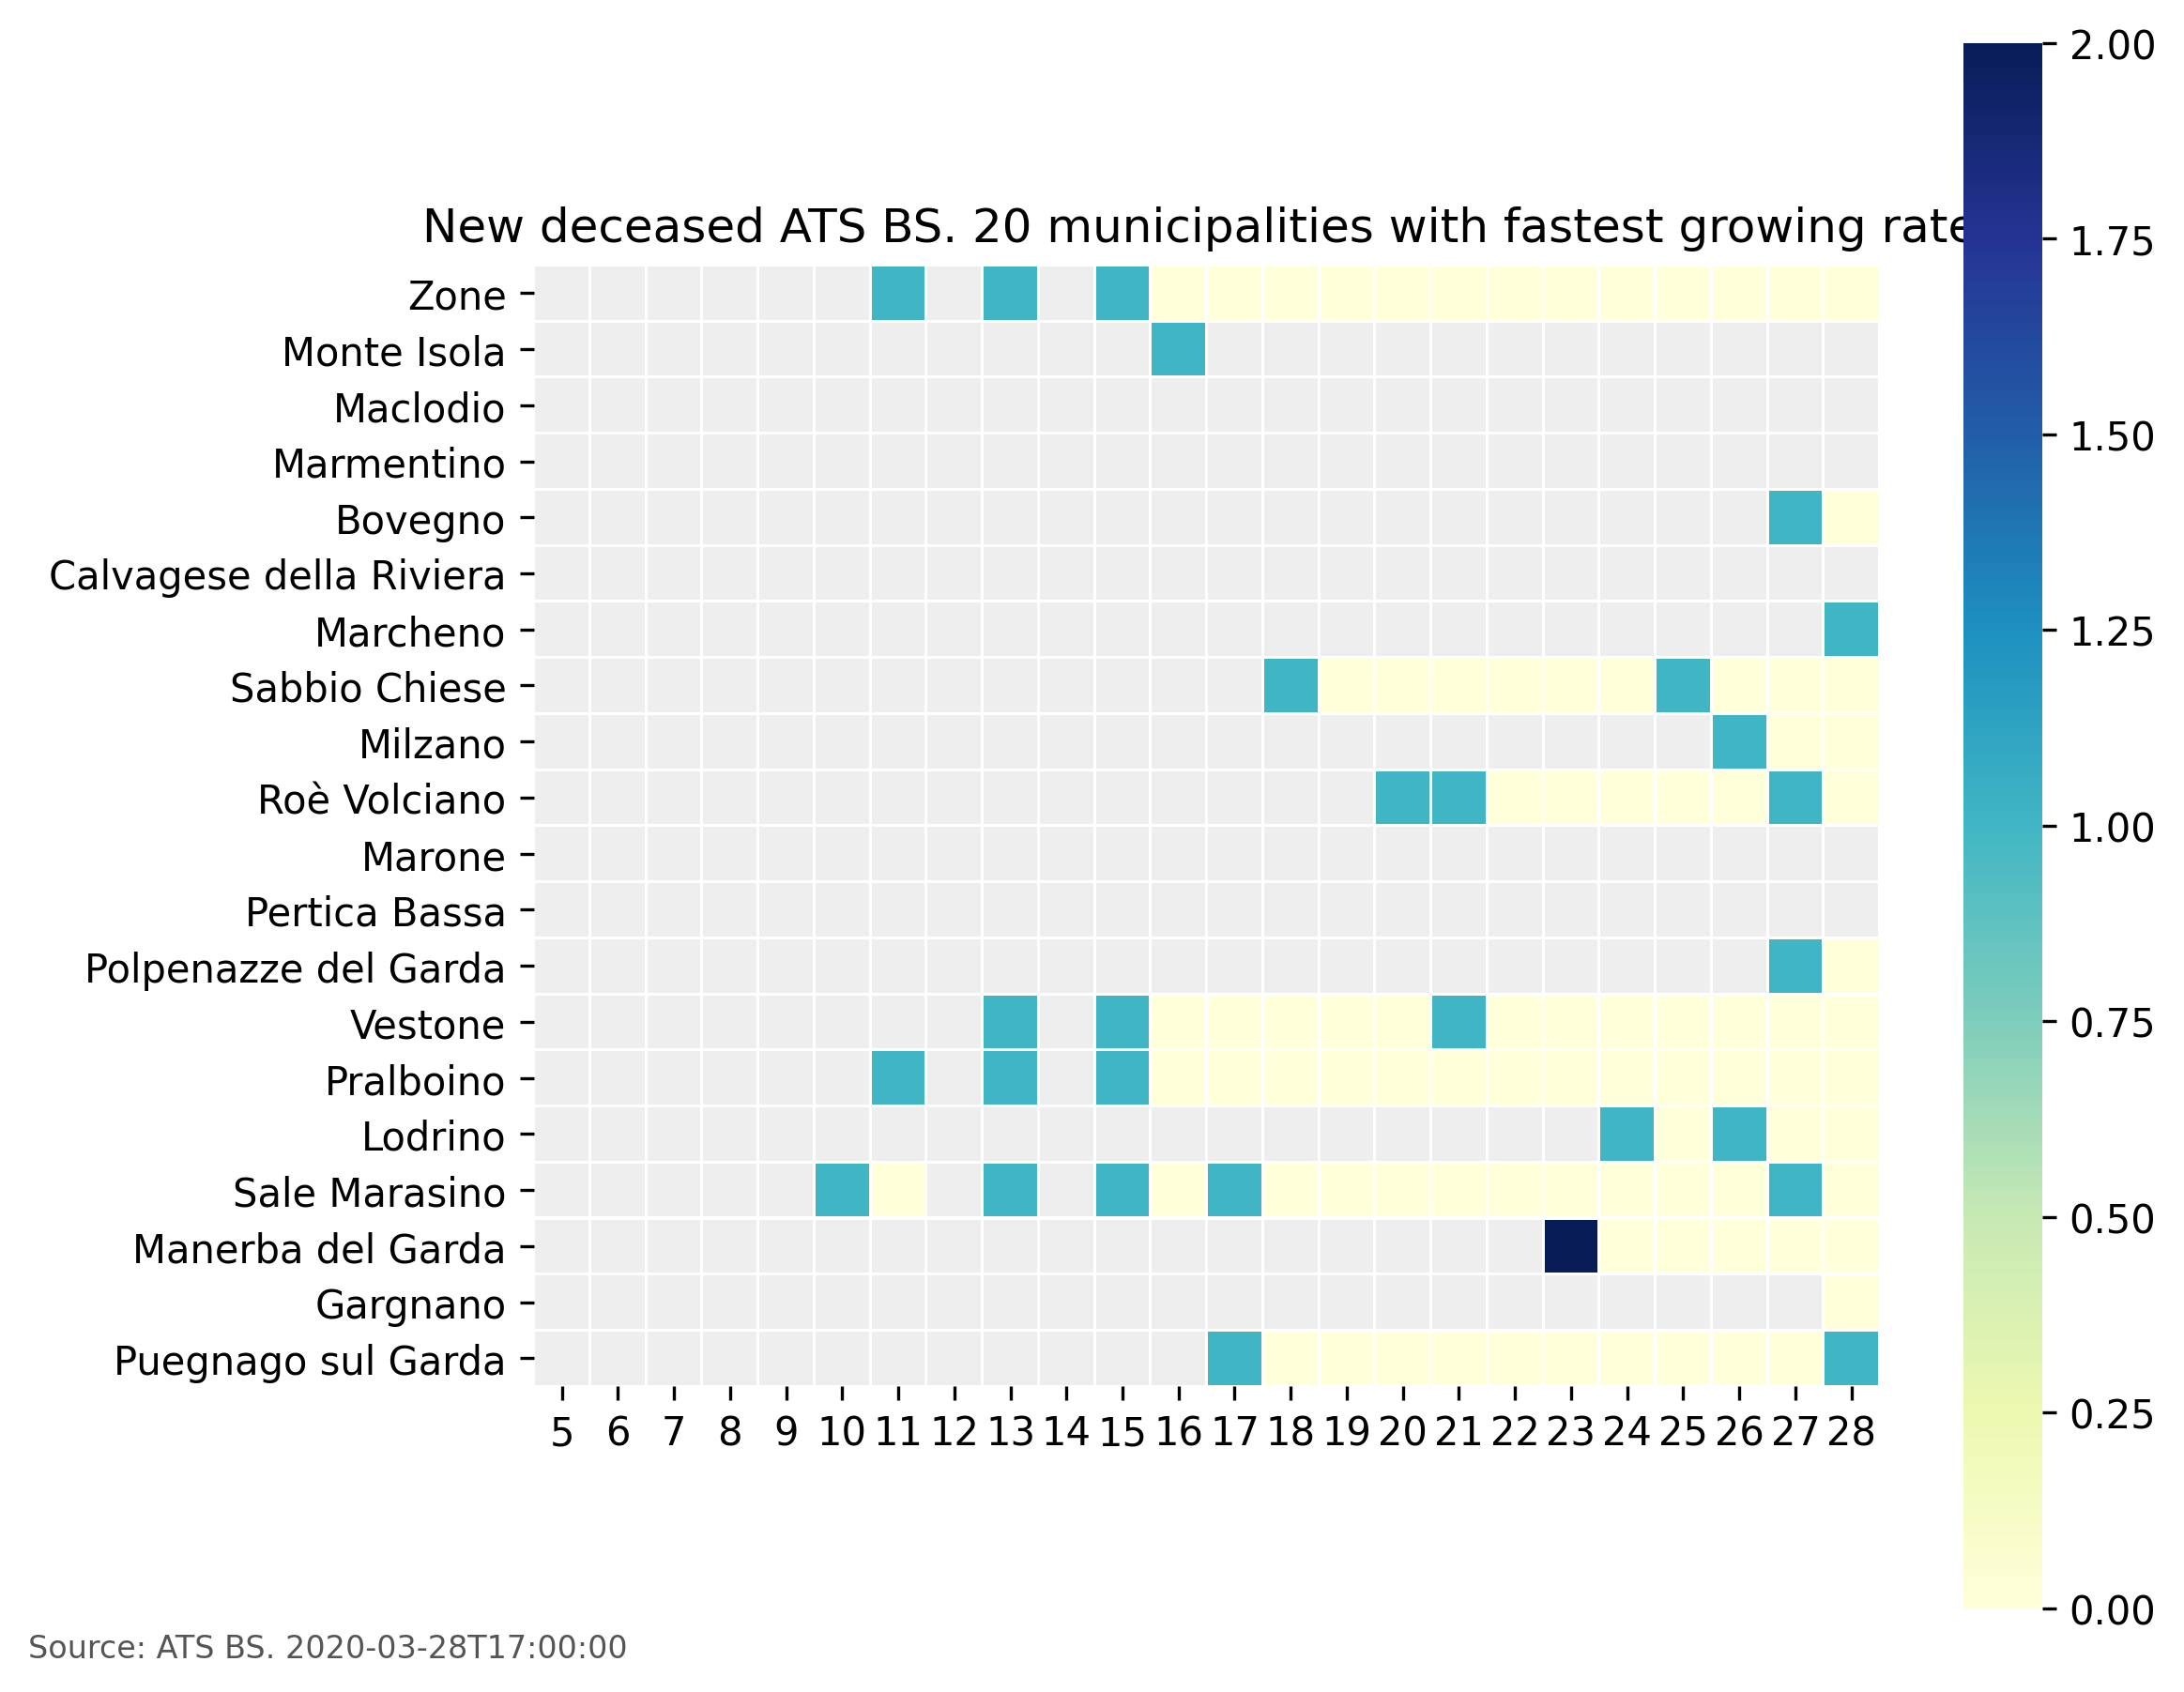 New deceased ATS BS. 20 municipalities with fastest growing rate
Zone
Monte Isola
Maclodio
Marmentino
Bovegno
Calvagese della Riviera
Marcheno
Sabbio Chiese
Milzano
Roè Volciano
Marone
Pertica Bassa
Polpenazze del Garda
Vestone
Pralboino
Lodrino
Sale Marasino
Manerba del Garda
Gargnano
Puegnago sul Garda
5 6 7 8 9 10 11 12 13 14 15 16 17 18 19 20 21 22 23 24 25 26 27 28
2.00
1.75
1.50
1.25
1.00
0.75
0.50
0.25
0.00
Source: ATS BS. 2020-03-28T17:00:00